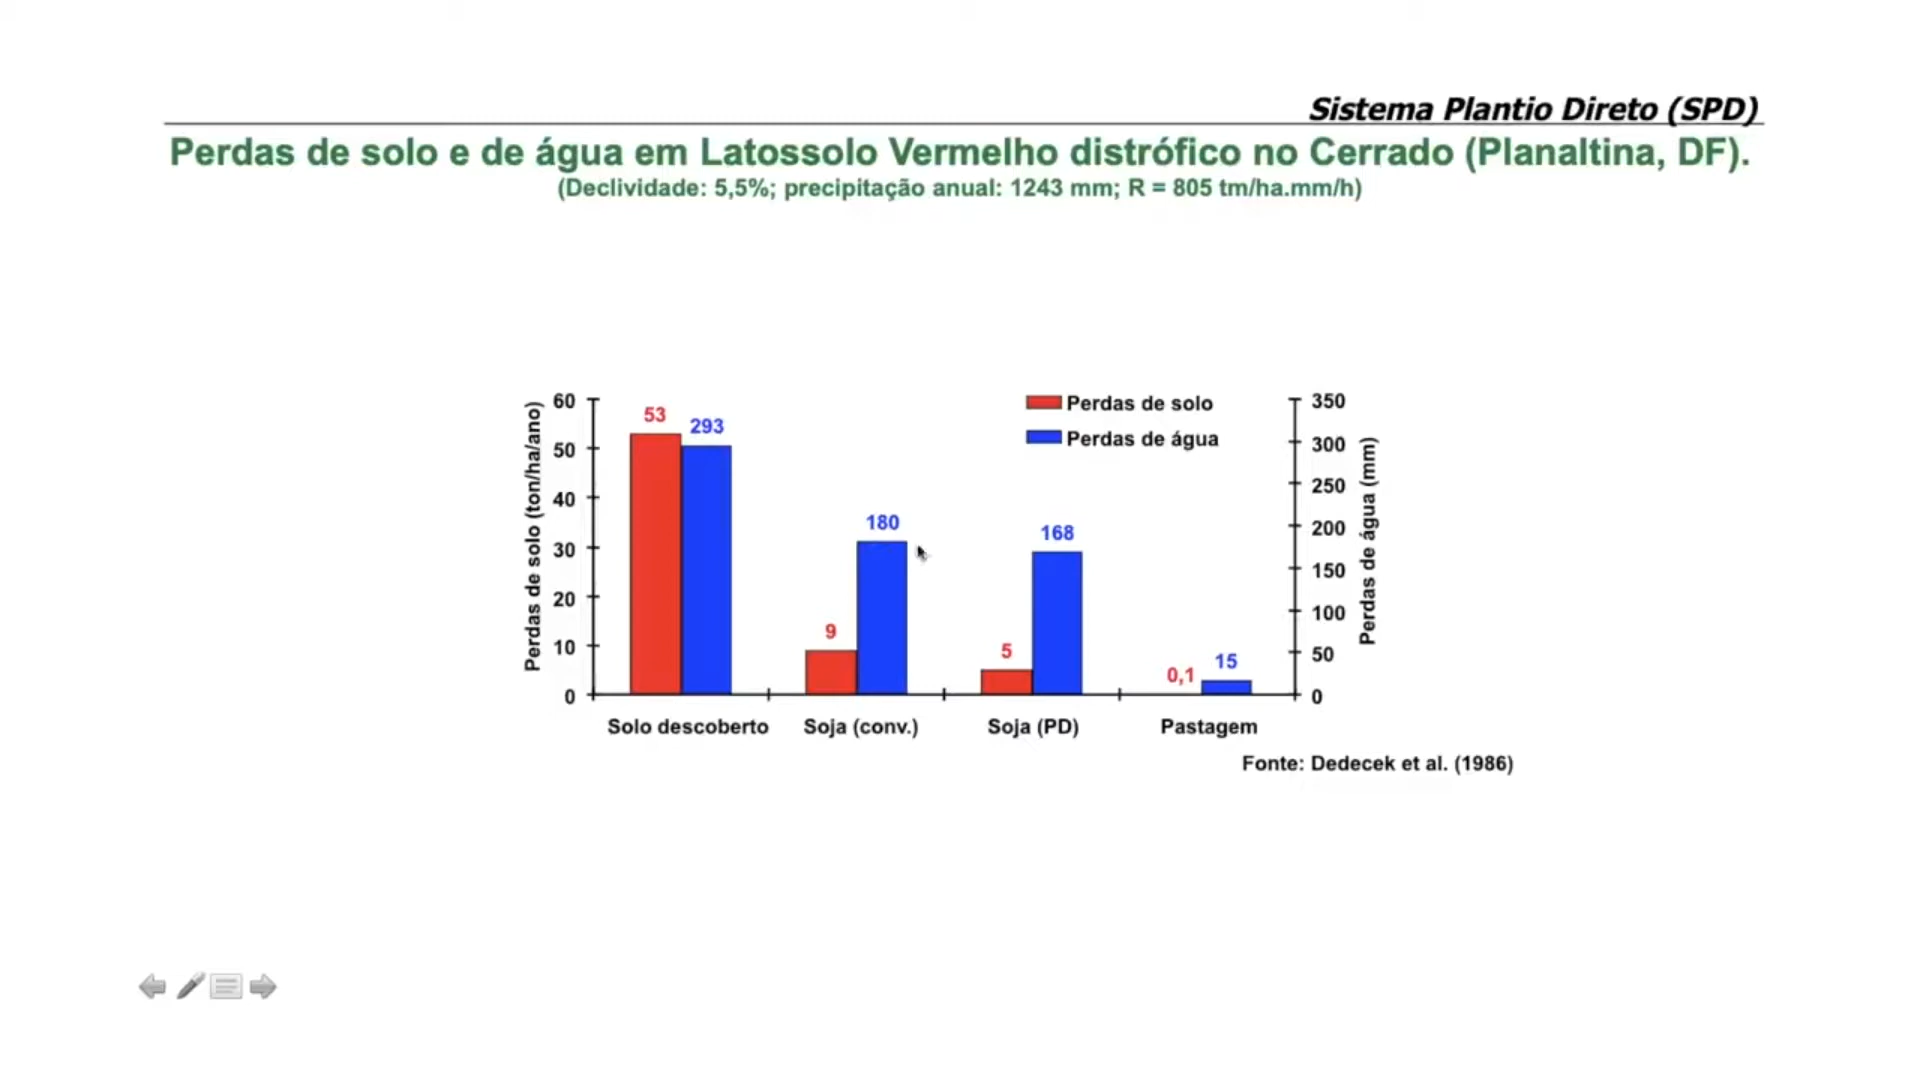 Sistema Plantio Direto (SPD)
Perdas de solo e de água em Latossolo Vermelho distrófico no Cerrado (Planaltina, DF).
(Declividade: 5,5%; precipitação anual: 1243 mm; R = 805 tm/ha.mm/h)
Perdas de solo (ton/ha/ano)
60
50
40
30
20
10
0
53
293
9
180
5
168
0,1
15
Perdas de solo
Perdas de água
350
300
250
200
150
100
50
0
Perdas de água (mm)
Solo descoberto
Soja (conv.)
Soja (PD)
Pastagem
Fonte: Dedecek et al. (1986)